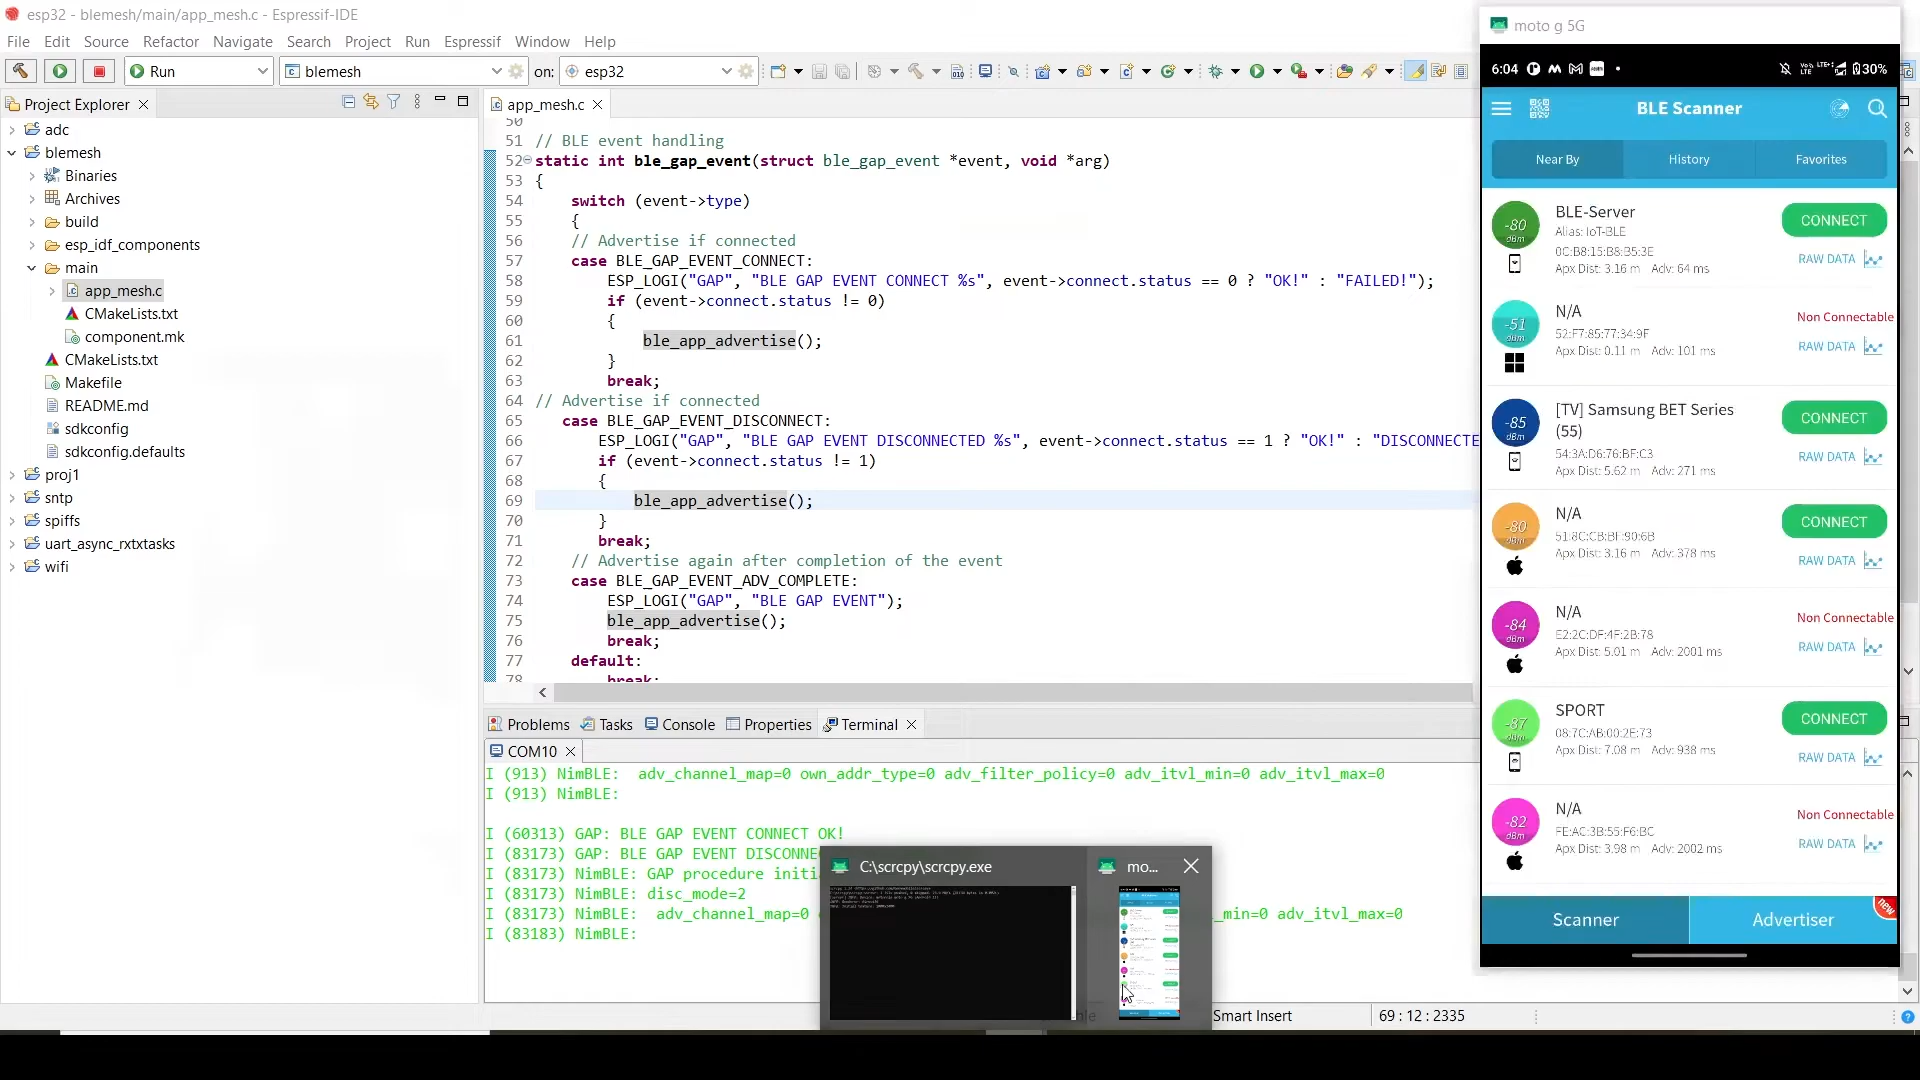 esp32 - blemesh/main/app_mesh.c - Espressif-IDE
File Edit Source Refactor Navigate Search Project Run Espressif Window Help
Run blemesh on: esp32
Project Explorer
adc
blemesh
Binaries
Archives
build
esp_idf_components
main
app_mesh.c
CMakeLists.txt
component.mk
CMakeLists.txt
Makefile
README.md
sdkconfig
sdkconfig.defaults
proj1
sntp
spiffs
uart_async_rxtxtasks
wifi
app_mesh.c
50
51 // BLE event handling
52 static int ble_gap_event(struct ble_gap_event *event, void *arg)
53 {
54 switch (event->type)
55 {
56 // Advertise if connected
57 case BLE_GAP_EVENT_CONNECT:
58 ESP_LOGI("GAP", "BLE GAP EVENT CONNECT %s", event->connect.status == 0 ? "OK!" : "FAILED!");
59 if (event->connect.status != 0)
60 {
61 ble_app_advertise();
62 }
63 break;
64 // Advertise if connected
65 case BLE_GAP_EVENT_DISCONNECT:
66 ESP_LOGI("GAP", "BLE GAP EVENT DISCONNECTED %s", event->connect.status == 1 ? "OK!" : "DISCONNECTE
67 if (event->connect.status != 1)
68 {
69 ble_app_advertise();
70 }
71 break;
72 // Advertise again after completion of the event
73 case BLE_GAP_EVENT_ADV_COMPLETE:
74 ESP_LOGI("GAP", "BLE GAP EVENT");
75 ble_app_advertise();
76 break;
77 default:
78 break;
Problems Tasks Console Properties Terminal
COM10
I (913) NimBLE: adv_channel_map=0 own_addr_type=0 adv_filter_policy=0 adv_itvl_min=0 adv_itvl_max=0
I (913) NimBLE:
I (60313) GAP: BLE GAP EVENT CONNECT OK!
I (83173) GAP: BLE GAP EVENT DISCONNE
I (83173) NimBLE: GAP procedure initi
I (83173) NimBLE: disc_mode=2
I (83173) NimBLE: adv_channel_map=0 _min=0 adv_itvl_max=0
I (83183) NimBLE:
C:\scrcpy\scrcpy.exe
mo...
Smart Insert 69 : 12 : 2335
moto g 5G
6:04 30%
BLE Scanner
Near By History Favorites
-80 dBm
BLE-Server
Alias: IoT-BLE
0C:B8:15:B8:B5:3E
Apx Dist: 3.16 m Adv: 64 ms
CONNECT
RAW DATA
-51 dBm
N/A
52:F7:85:77:34:9F
Apx Dist: 0.11 m Adv: 101 ms
Non Connectable
RAW DATA
-85 dBm
[TV] Samsung BET Series
(55)
54:3A:D6:76:BF:C3
Apx Dist: 5.62 m Adv: 271 ms
CONNECT
RAW DATA
-80 dBm
N/A
51:8C:CB:BF:90:6B
Apx Dist: 3.16 m Adv: 378 ms
CONNECT
RAW DATA
-84 dBm
N/A
E2:2C:DF:4F:2B:78
Apx Dist: 5.01 m Adv: 2001 ms
Non Connectable
RAW DATA
-87 dBm
SPORT
08:7C:AB:00:2E:73
Apx Dist: 7.08 m Adv: 938 ms
CONNECT
RAW DATA
-82 dBm
N/A
FE:AC:3B:55:F6:BC
Apx Dist: 3.98 m Adv: 2002 ms
Non Connectable
RAW DATA
Scanner Advertiser
new